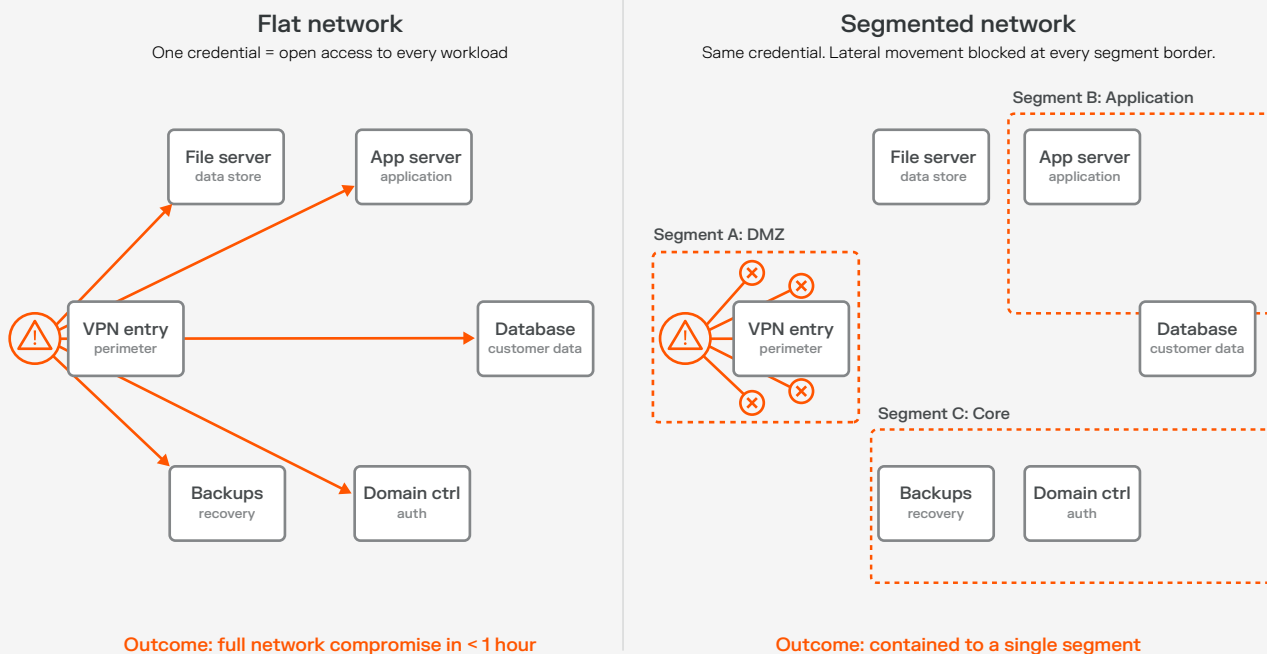 Flat network
One credential = open access to every workload
File server
data store
App server
application
VPN entry
perimeter
Database
customer data
Backups
recovery
Domain ctrl
auth
Outcome: full network compromise in < 1 hour
Segmented network
Same credential. Lateral movement blocked at every segment border.
Segment B: Application
File server
data store
App server
application
Segment A: DMZ
VPN entry
perimeter
Database
customer data
Segment C: Core
Backups
recovery
Domain ctrl
auth
Outcome: contained to a single segment